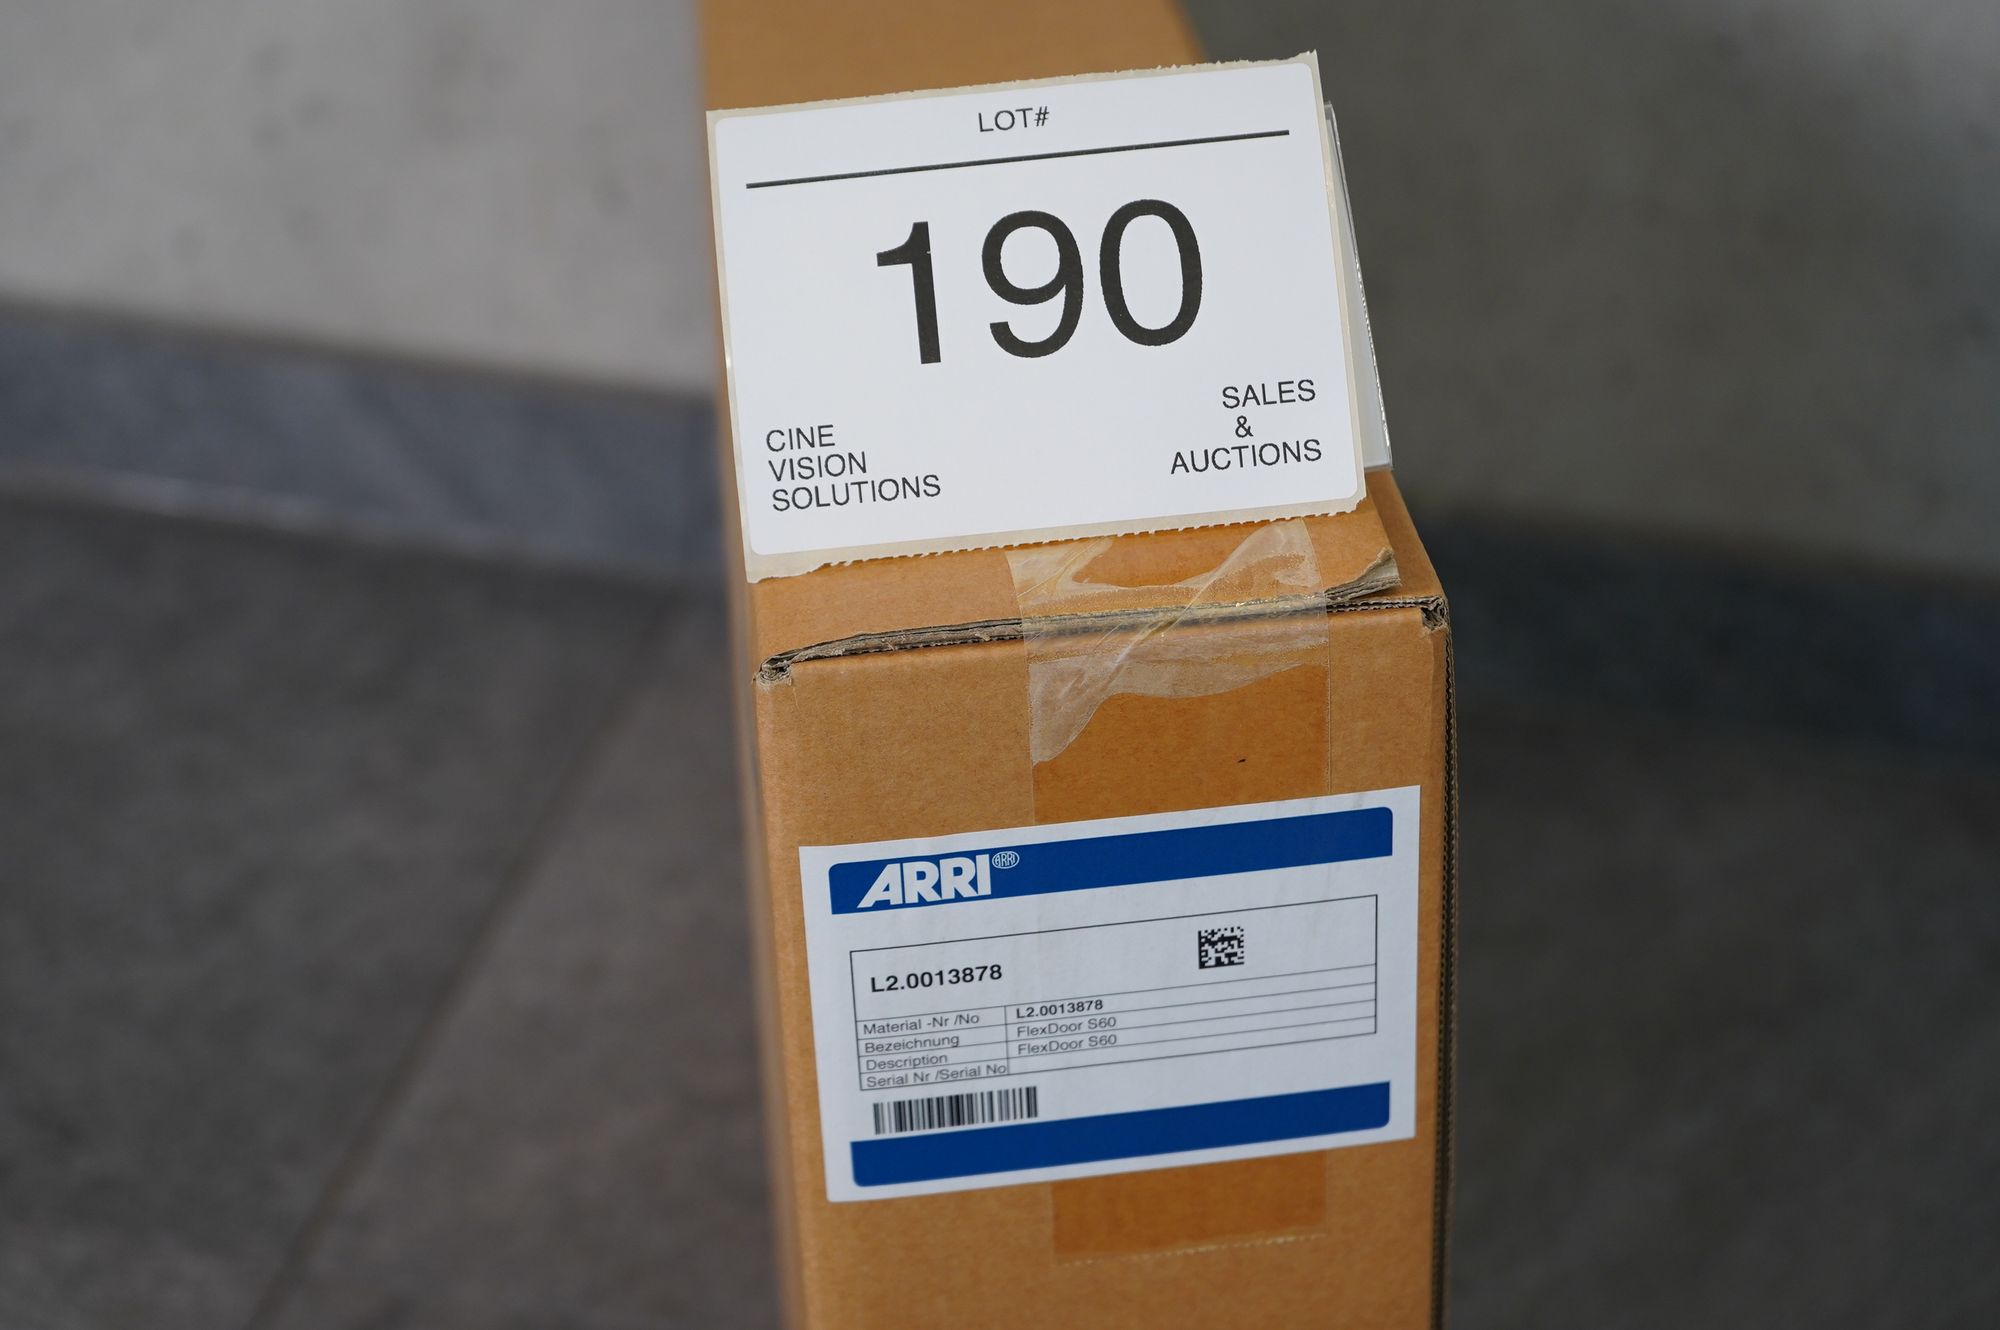 LOT#
190
CINE
VISION
SOLUTIONS
SALES
&
AUCTIONS
ARRI® ARRI
L2.0013878
Material -Nr /No L2.0013878
Bezeichnung FlexDoor S60
Description FlexDoor S60
Serial Nr /Serial No